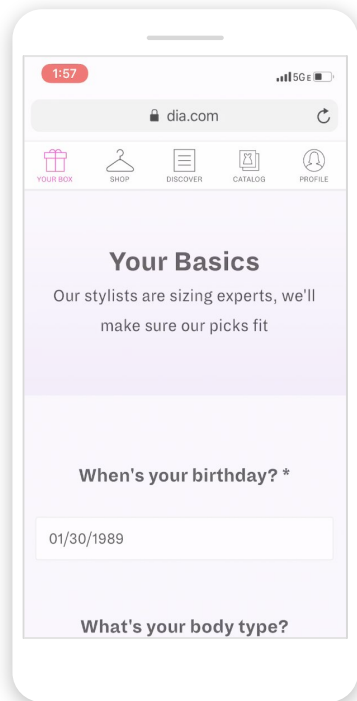 1:57
5G E
dia.com
YOUR BOX SHOP DISCOVER CATALOG PROFILE
Your Basics
Our stylists are sizing experts, we'll
make sure our picks fit
When's your birthday? *
01/30/1989
What's your body type?